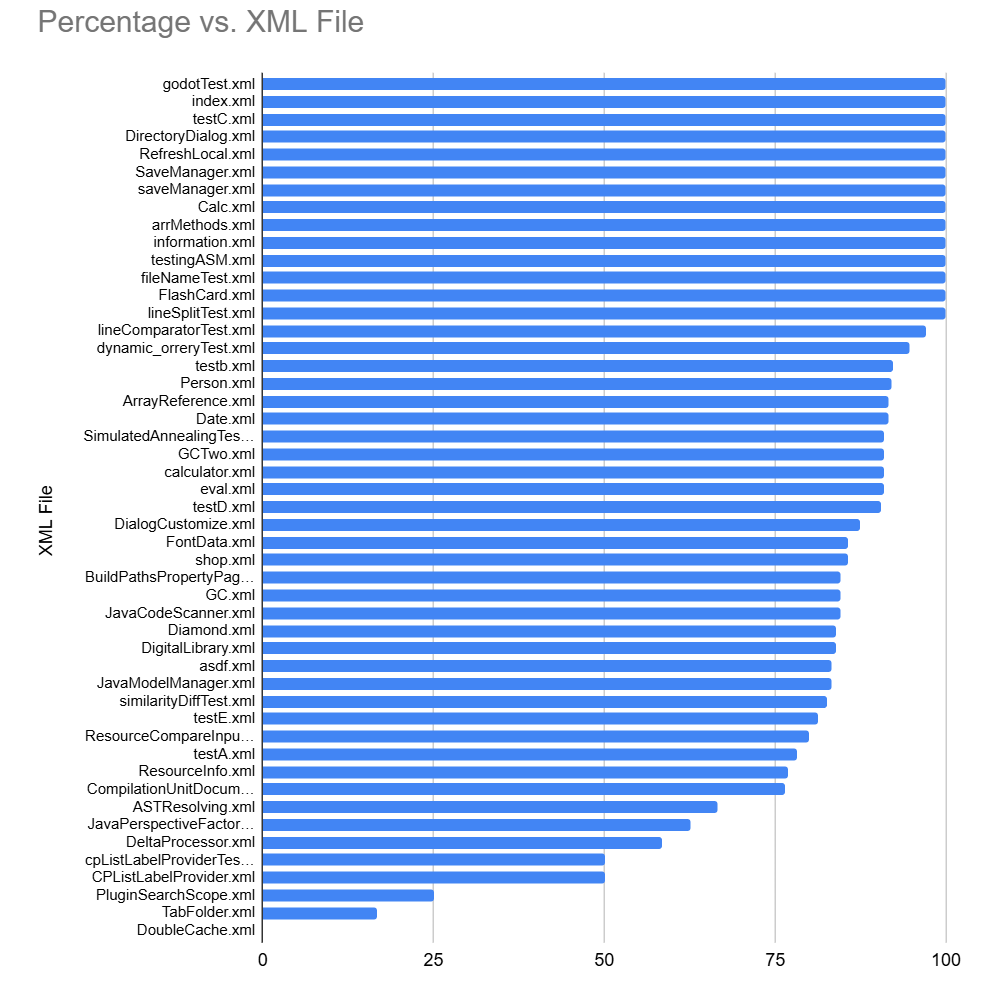 Percentage vs. XML File
godotTest.xml
index.xml
testC.xml
DirectoryDialog.xml
RefreshLocal.xml
SaveManager.xml
saveManager.xml
Calc.xml
arrMethods.xml
information.xml
testingASM.xml
fileNameTest.xml
FlashCard.xml
lineSplitTest.xml
lineComparatorTest.xml
dynamic_orreryTest.xml
testb.xml
Person.xml
ArrayReference.xml
Date.xml
SimulatedAnnealingTes…
GCTwo.xml
calculator.xml
eval.xml
testD.xml
DialogCustomize.xml
FontData.xml
shop.xml
BuildPathsPropertyPag…
GC.xml
JavaCodeScanner.xml
Diamond.xml
DigitalLibrary.xml
asdf.xml
JavaModelManager.xml
similarityDiffTest.xml
testE.xml
ResourceCompareInpu…
testA.xml
ResourceInfo.xml
CompilationUnitDocum…
ASTResolving.xml
JavaPerspectiveFactor…
DeltaProcessor.xml
cpListLabelProviderTes…
CPListLabelProvider.xml
PluginSearchScope.xml
TabFolder.xml
DoubleCache.xml
XML File
0 25 50 75 100